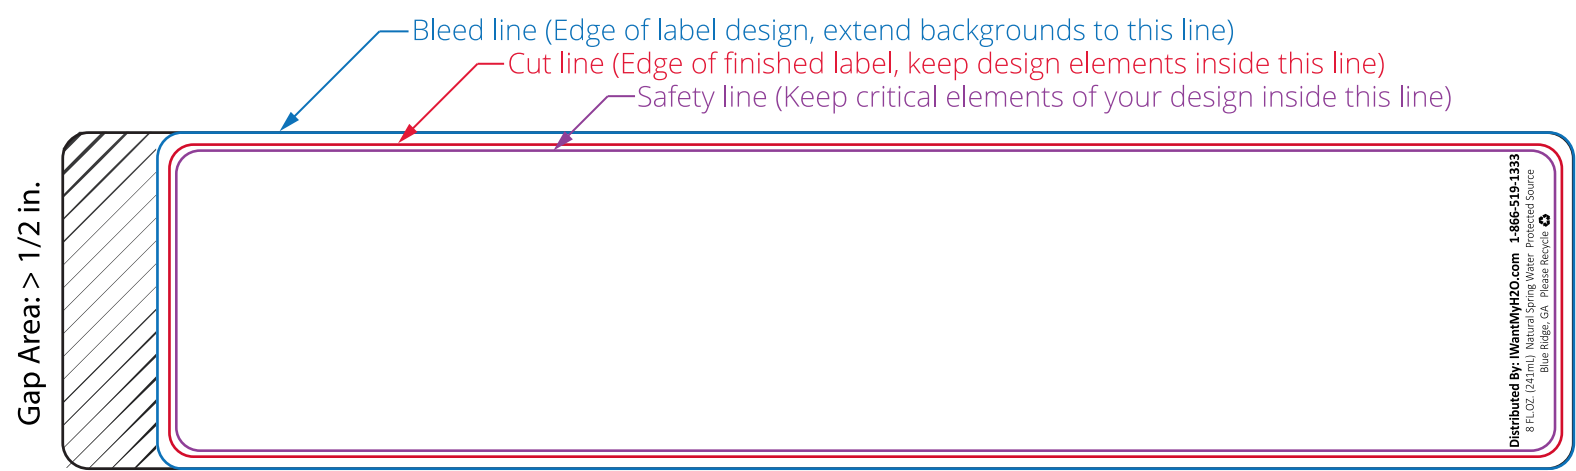 Bleed line (Edge of label design, extend backgrounds to this line)
Cut line (Edge of finished label, keep design elements inside this line)
Safety line (Keep critical elements of your design inside this line)
Gap Area: > 1/2 in.
Distributed By: IWantMyH2O.com 1-866-519-1333
8 FL.OZ. (241mL) Natural Spring Water Protected Source
Blue Ridge, GA Please Recycle